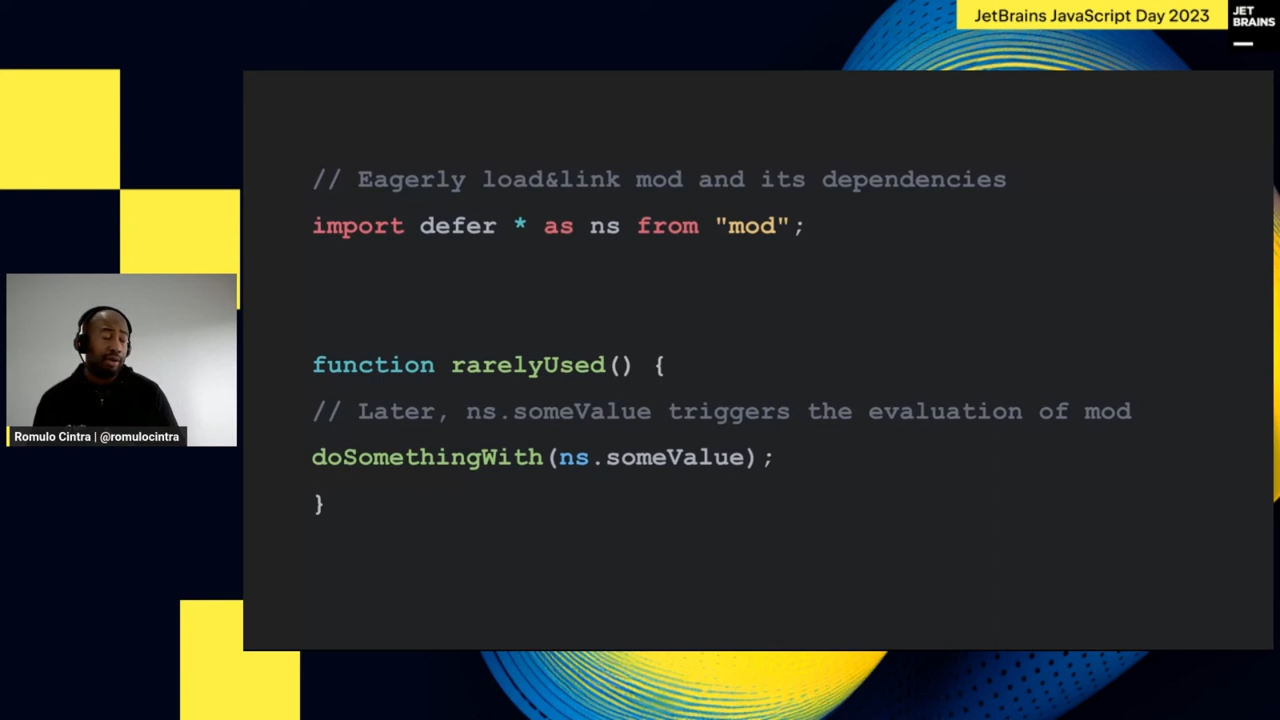 JetBrains JavaScript Day 2023
JET
BRAINS
// Eagerly load&link mod and its dependencies
import defer * as ns from "mod";
function rarelyUsed() {
// Later, ns.someValue triggers the evaluation of mod
doSomethingWith(ns.someValue);
}
Romulo Cintra | @romulocintra